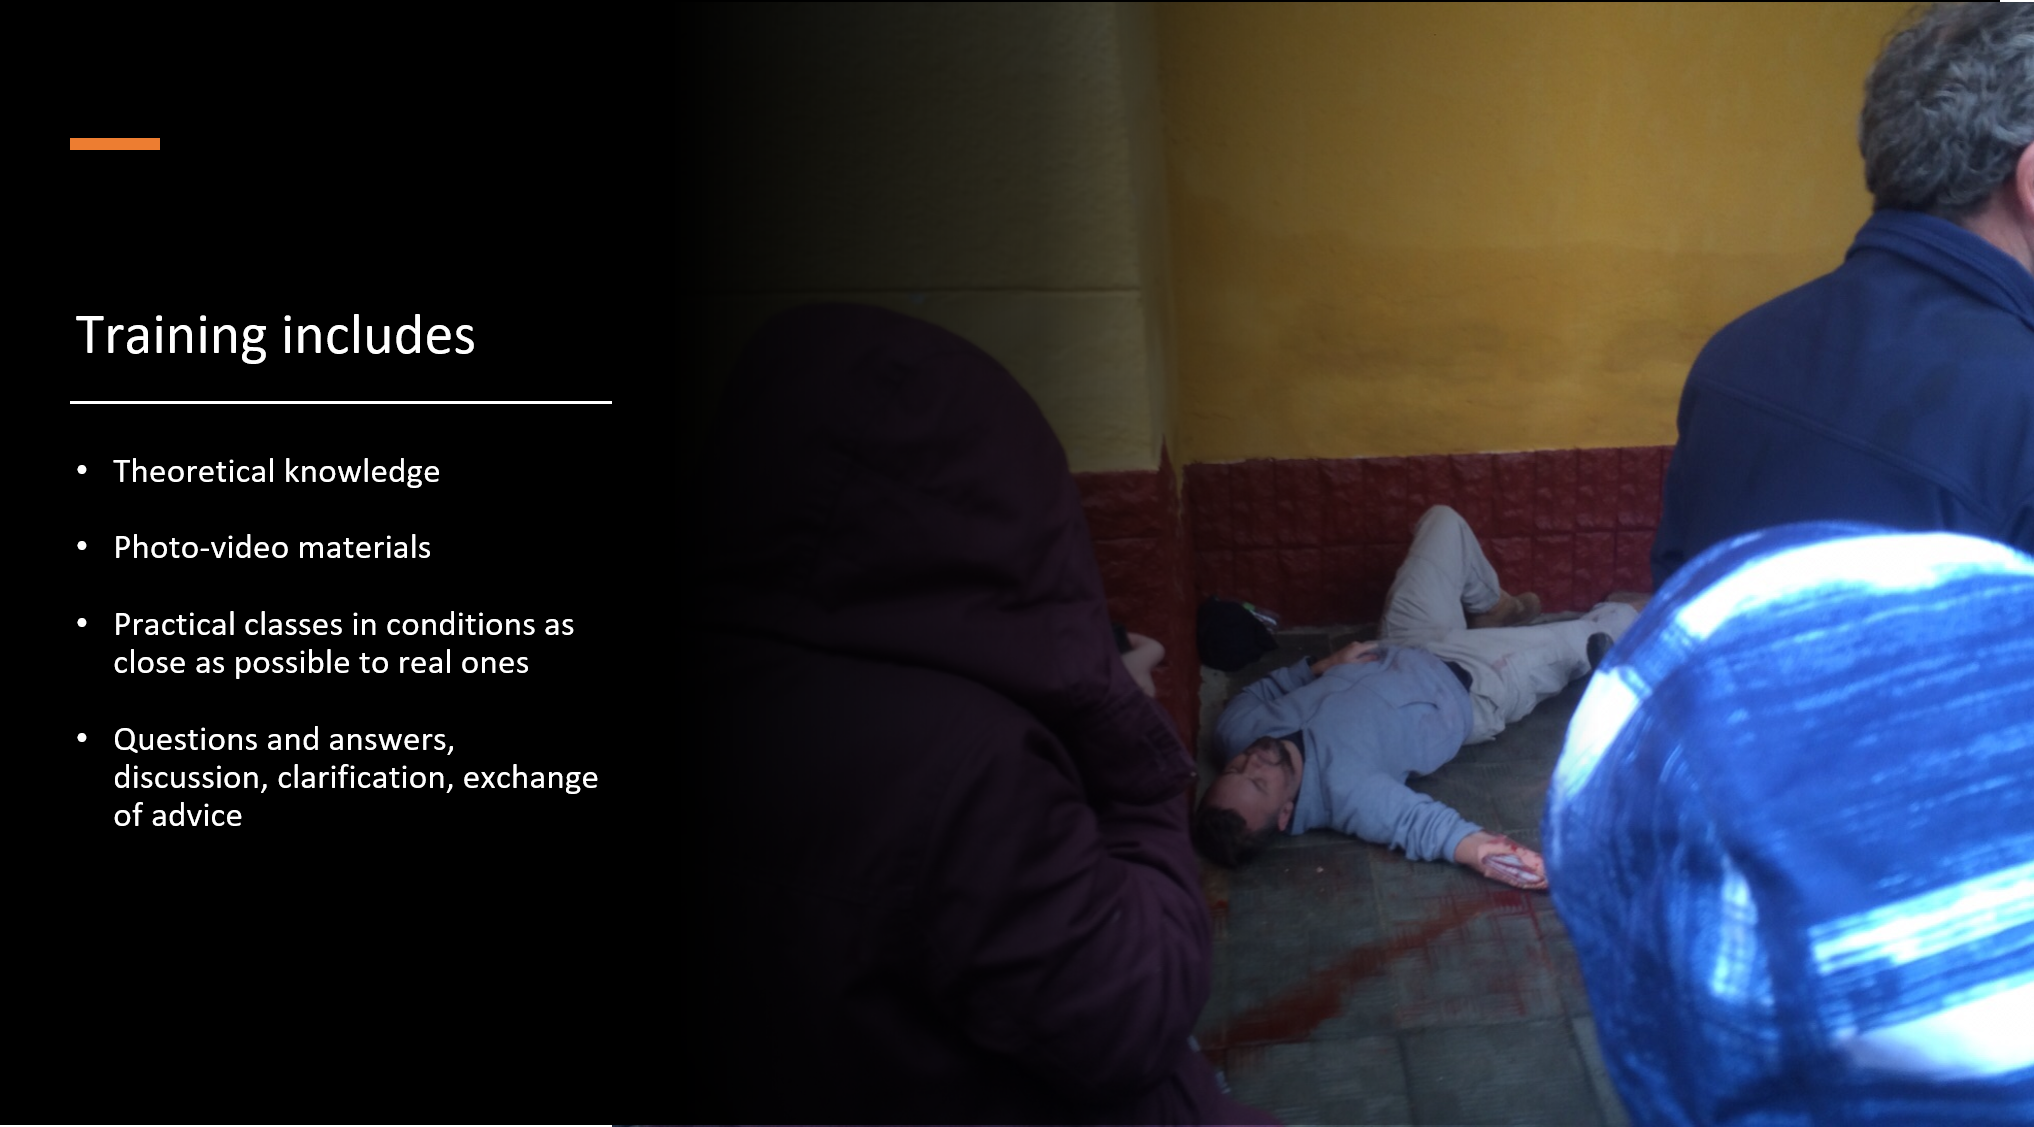 Training includes
• Theoretical knowledge
• Photo-video materials
• Practical classes in conditions as
close as possible to real ones
• Questions and answers,
discussion, clarification, exchange
of advice